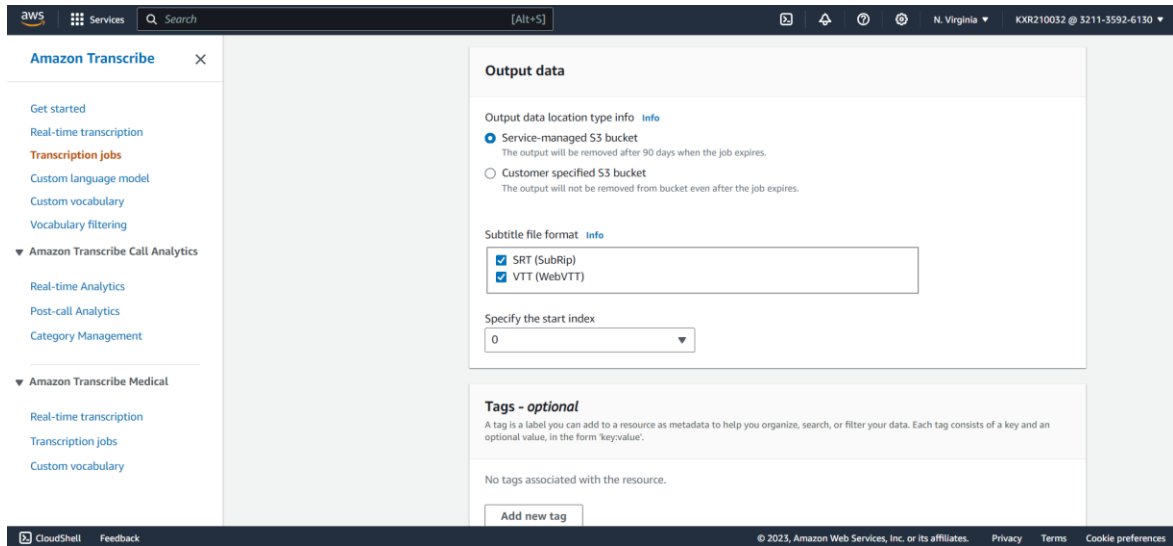 aws Services Search [Alt+S] N. Virginia KXR210032 @ 3211-3592-6130
Amazon Transcribe
Get started
Real-time transcription
Transcription jobs
Custom language model
Custom vocabulary
Vocabulary filtering
Amazon Transcribe Call Analytics
Real-time Analytics
Post-call Analytics
Category Management
Amazon Transcribe Medical
Real-time transcription
Transcription jobs
Custom vocabulary
Output data
Output data location type info Info
Service-managed S3 bucket
The output will be removed after 90 days when the job expires.
Customer specified S3 bucket
The output will not be removed from bucket even after the job expires.
Subtitle file format Info
SRT (SubRip)
VTT (WebVTT)
Specify the start index
0
Tags - optional
A tag is a label you can add to a resource as metadata to help you organize, search, or filter your data. Each tag consists of a key and an
optional value, in the form 'key:value'.
No tags associated with the resource.
Add new tag
CloudShell Feedback © 2023, Amazon Web Services, Inc. or its affiliates. Privacy Terms Cookie preferences